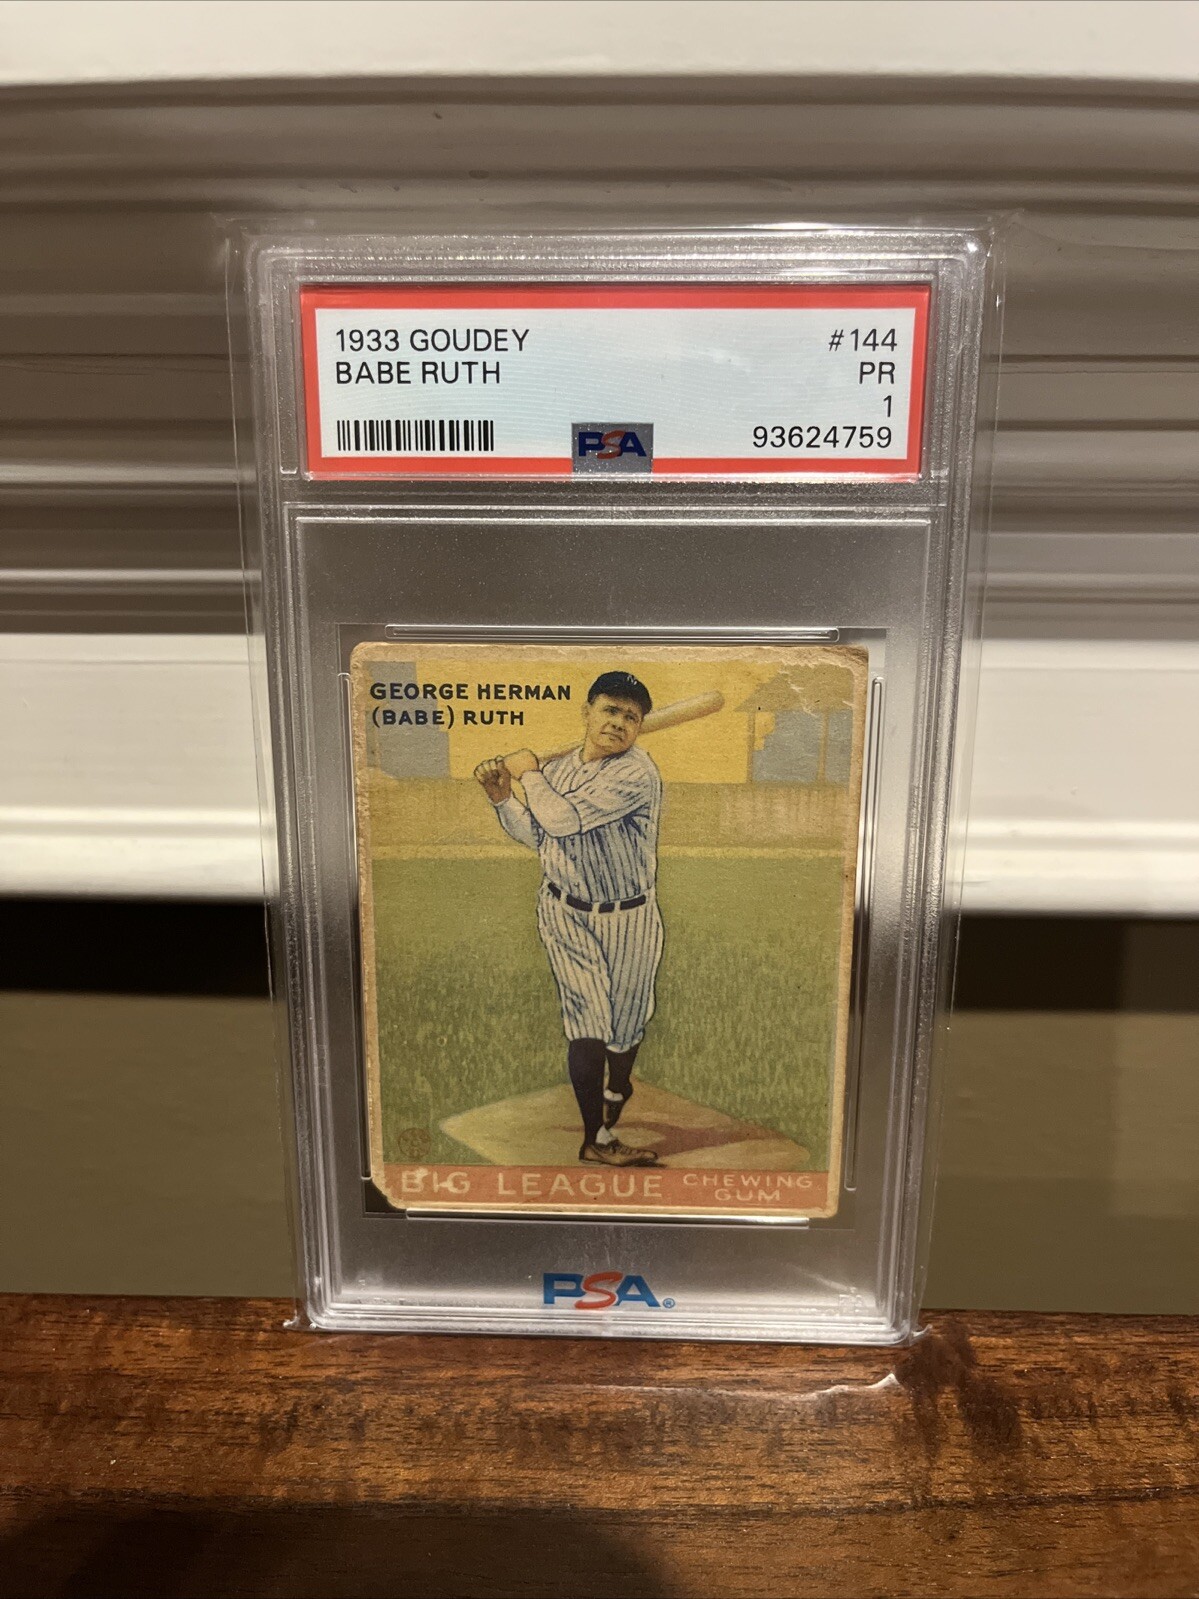 1933 GOUDEY #144
BABE RUTH PR
1
PSA 93624759
GEORGE HERMAN
(BABE) RUTH
BIG LEAGUE CHEWING
GUM
PSA®